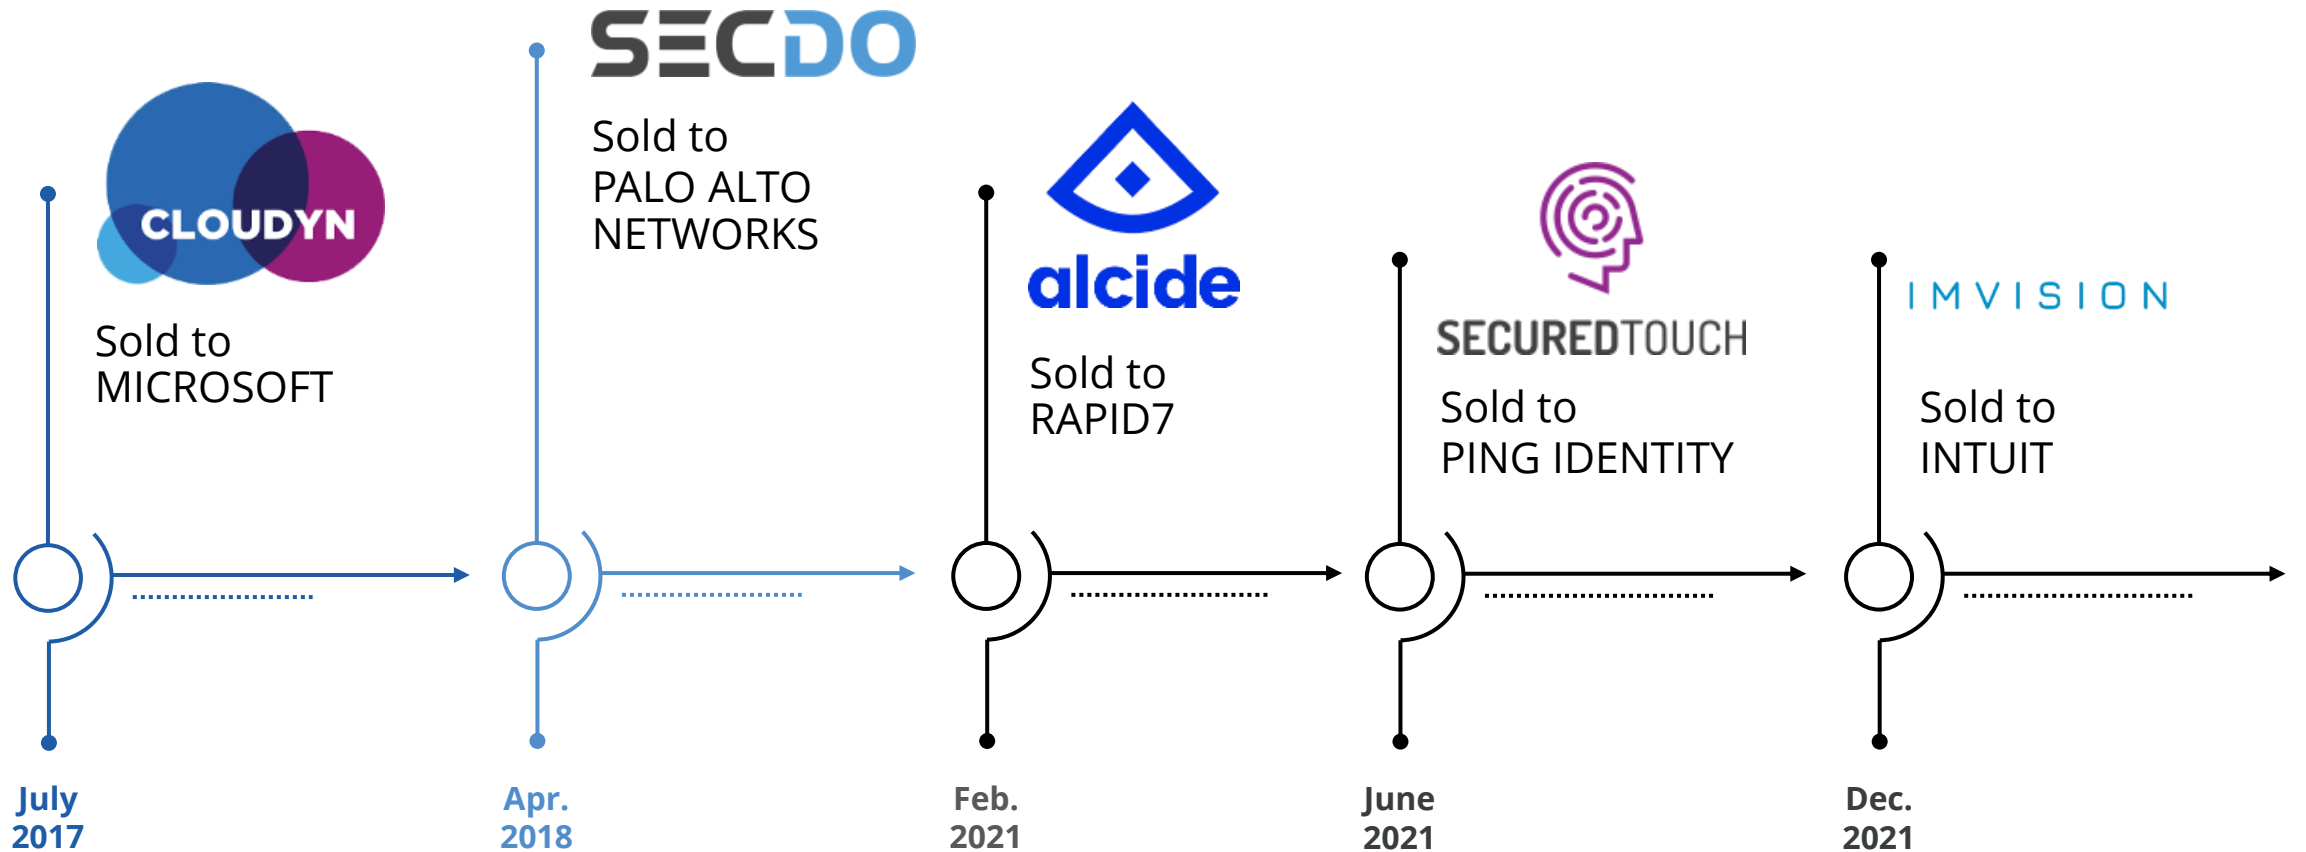 CLOUDYN
Sold to
MICROSOFT
July
2017
SECDO
Sold to
PALO ALTO
NETWORKS
Apr.
2018
alcide
Sold to
RAPID7
Feb.
2021
SECUREDTOUCH
Sold to
PING IDENTITY
June
2021
IMVISION
Sold to
INTUIT
Dec.
2021